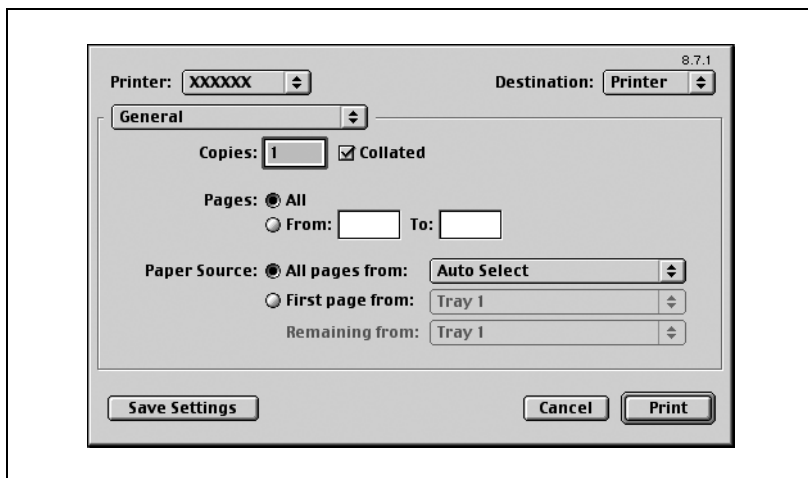 8.7.1
Printer: XXXXXX Destination: Printer
General
Copies: 1 Collated
Pages: All
From: To:
Paper Source: All pages from: Auto Select
First page from: Tray 1
Remaining from: Tray 1
Save Settings Cancel Print